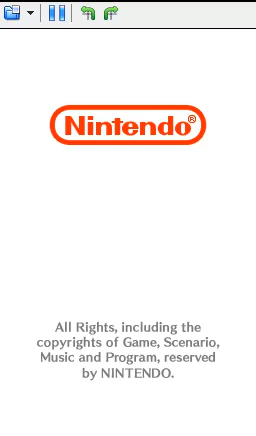 Nintendo®
All Rights, including the
copyrights of Game, Scenario,
Music and Program, reserved
by NINTENDO.